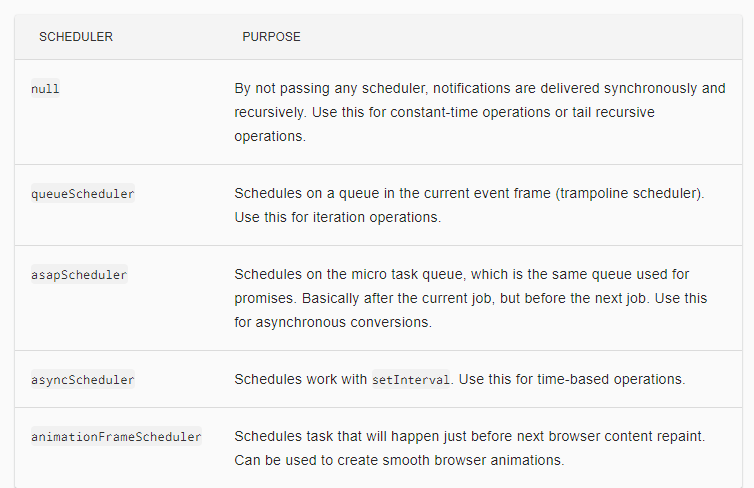 SCHEDULER PURPOSE
null By not passing any scheduler, notifications are delivered synchronously and
recursively. Use this for constant-time operations or tail recursive
operations.
queueScheduler Schedules on a queue in the current event frame (trampoline scheduler).
Use this for iteration operations.
asapScheduler Schedules on the micro task queue, which is the same queue used for
promises. Basically after the current job, but before the next job. Use this
for asynchronous conversions.
asyncScheduler Schedules work with setInterval. Use this for time-based operations.
animationFrameScheduler Schedules task that will happen just before next browser content repaint.
Can be used to create smooth browser animations.